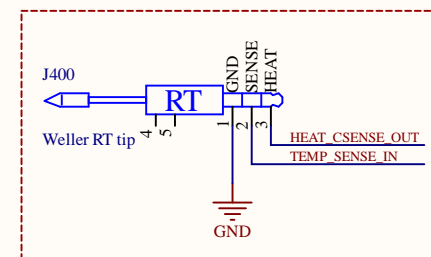 J400
RT
GND
SENSE
HEAT
Weller RT tip
4
5
1
2
3
HEAT_CSENSE_OUT
TEMP_SENSE_IN
GND